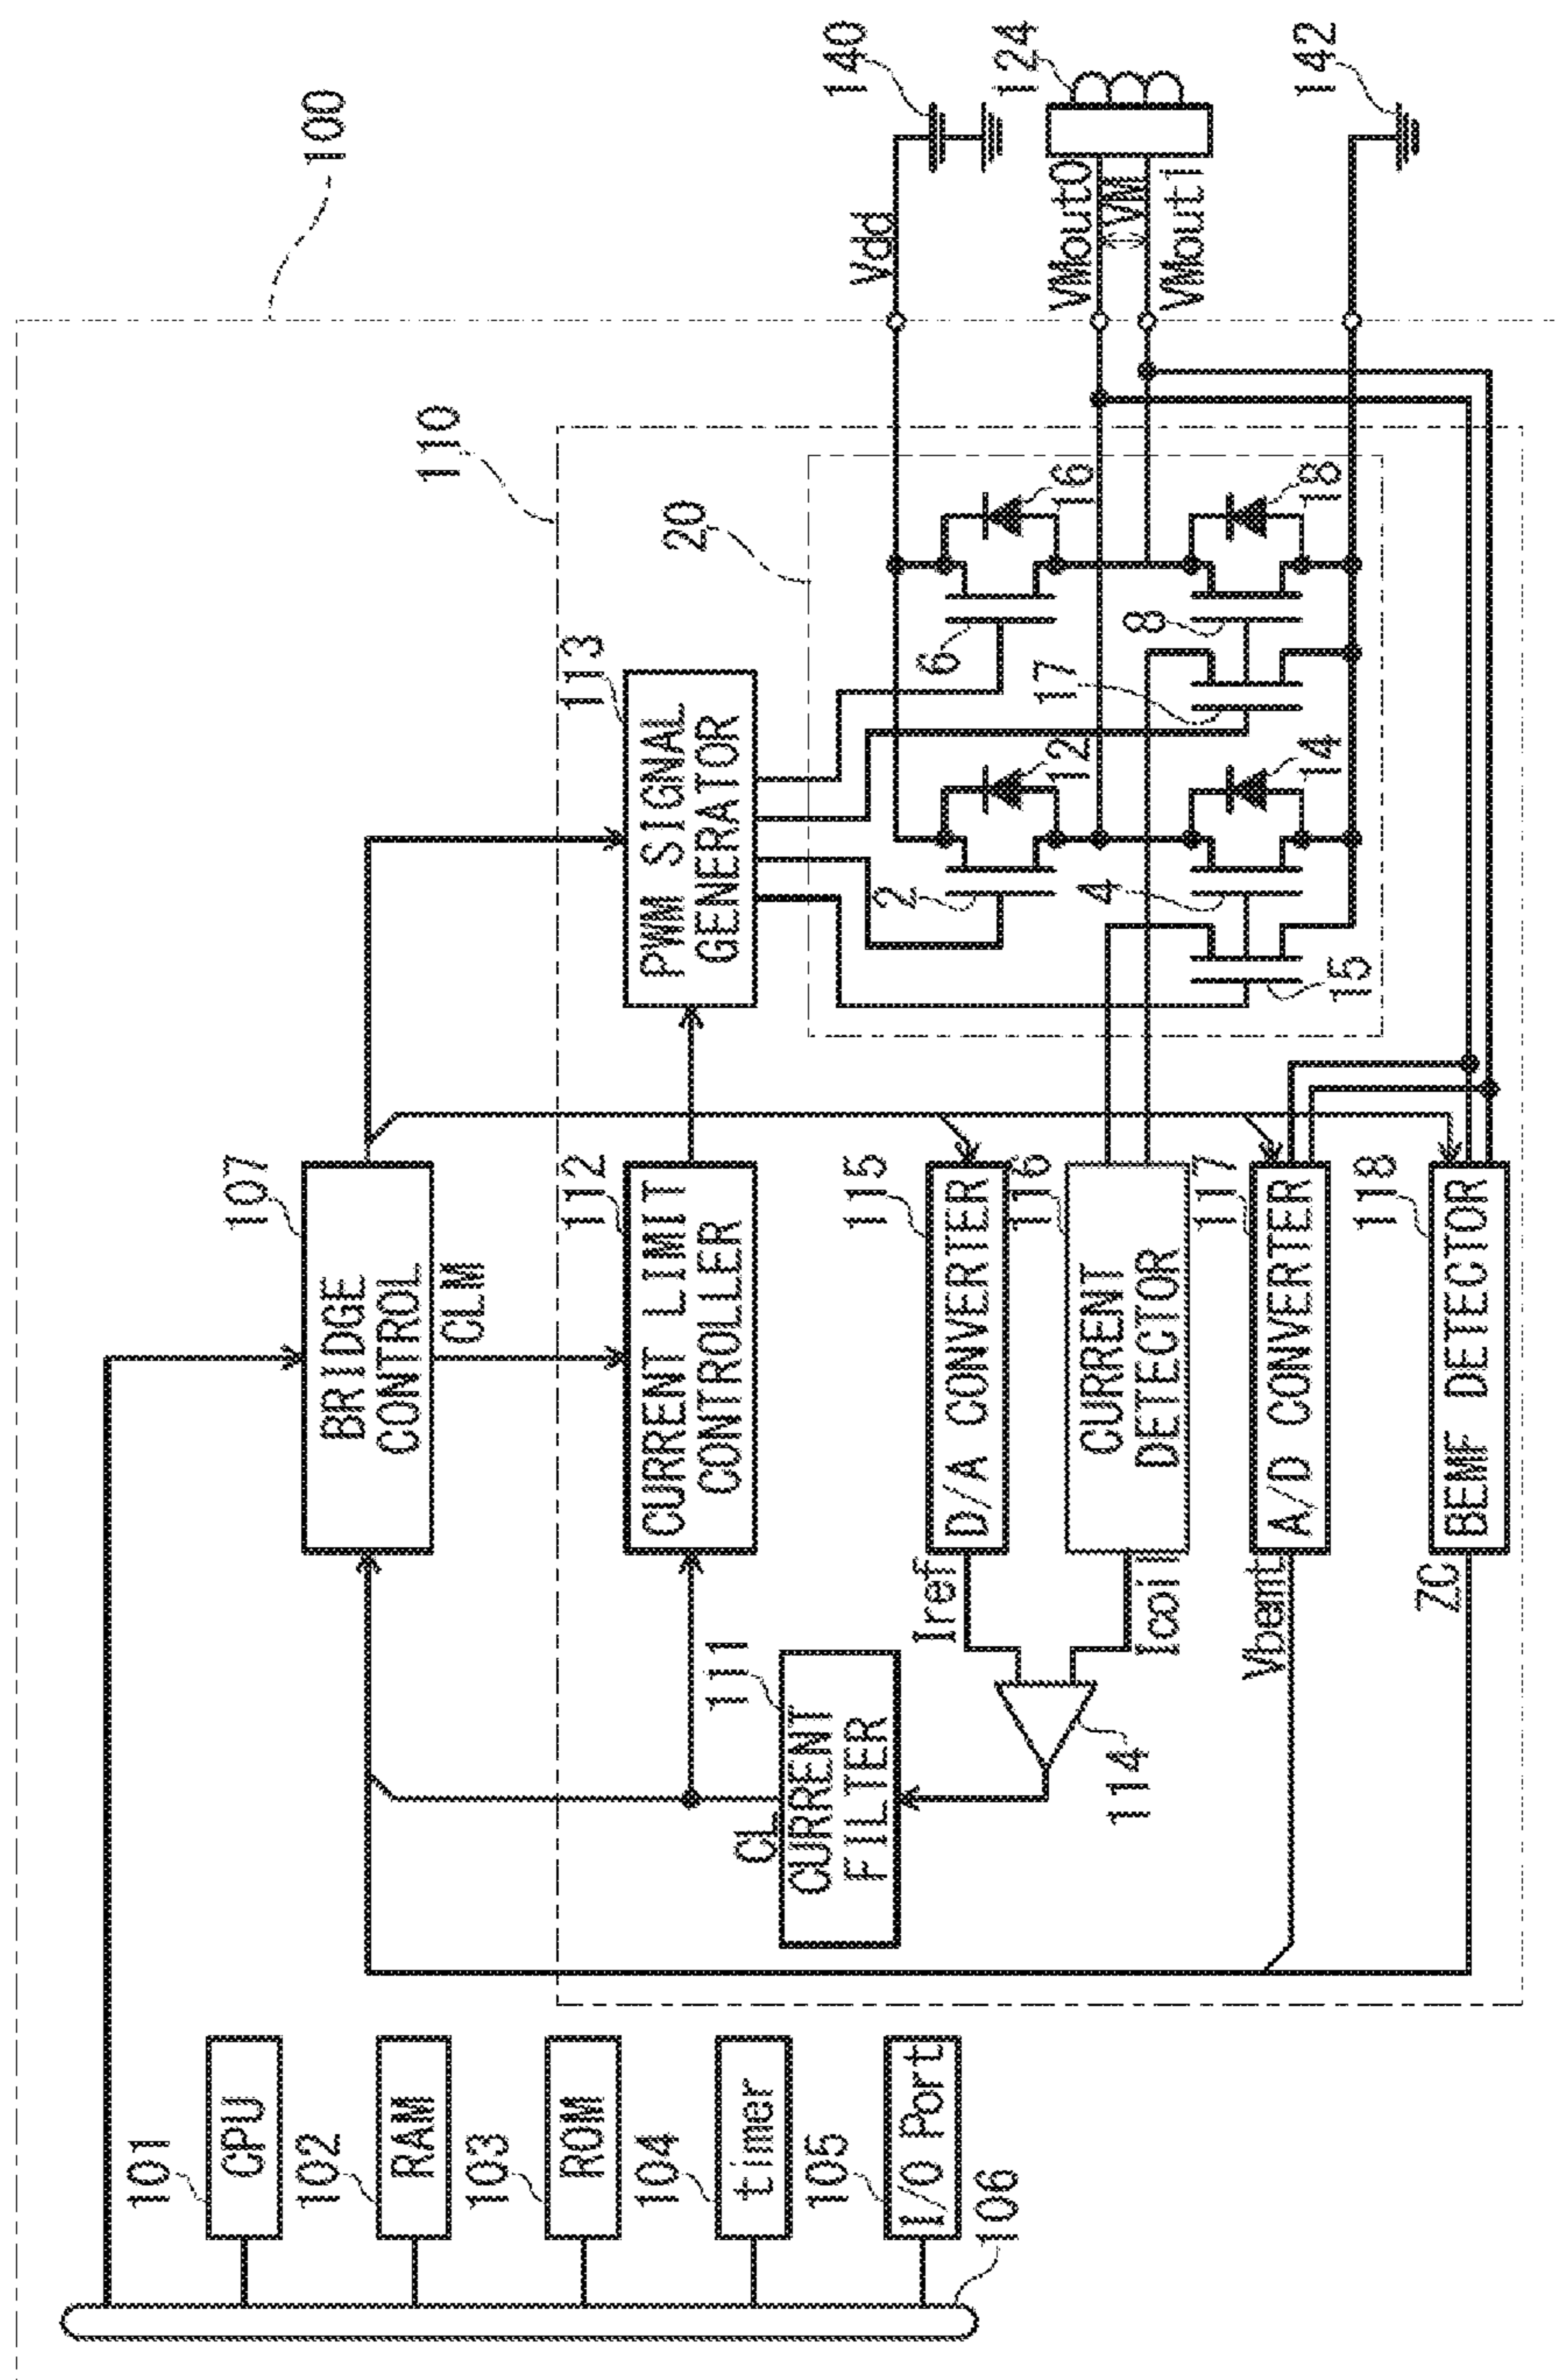 100
101
CPU
102
RAM
103
ROM
104
timer
105
I/O Port
106
107
BRIDGE
CONTROL
CLM
110
112
CURRENT LIMIT
CONTROLLER
113
PWM SIGNAL
GENERATOR
111
CL
CURRENT
FILTER
114
Iref
115
D/A CONVERTER
Icoil
116
CURRENT
DETECTOR
117
A/D CONVERTER
118
BEMF DETECTOR
ZC
20
2
12
6
16
4
14
15
8
18
17
Vdd
140
VMout0
VM
VMout1
124
142